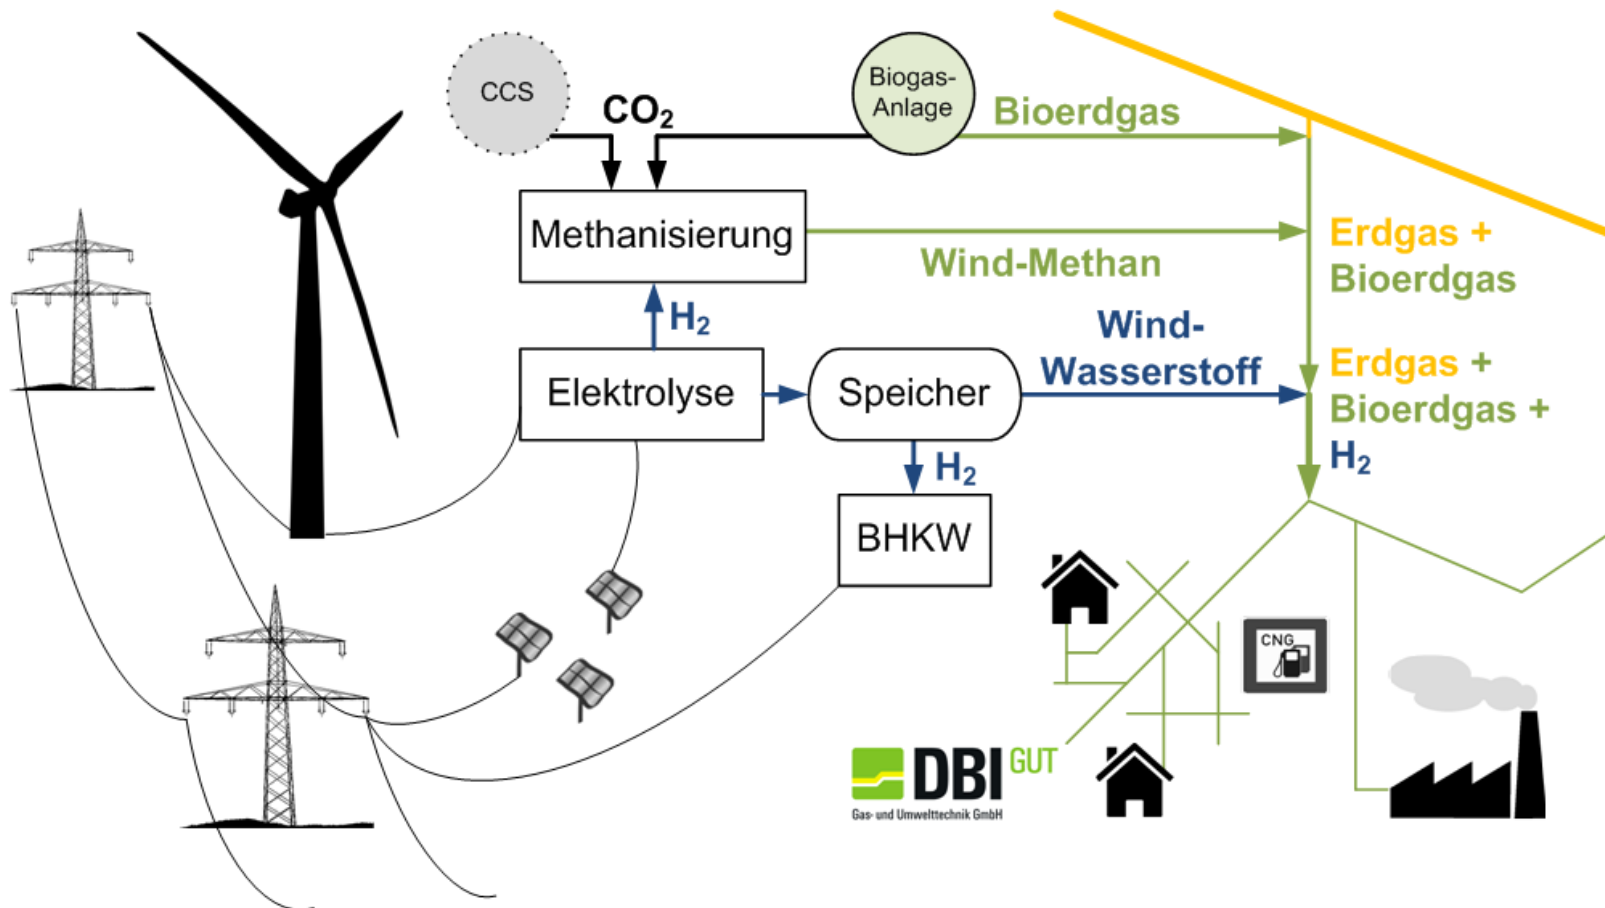 CCS
CO₂
Biogas-
Anlage
Bioerdgas
Methanisierung
Wind-Methan
Erdgas +
Bioerdgas
H₂
Wind-
Wasserstoff
Elektrolyse
Speicher
Erdgas +
Bioerdgas +
H₂
H₂
BHKW
CNG
DBI GUT
Gas- und Umwelttechnik GmbH